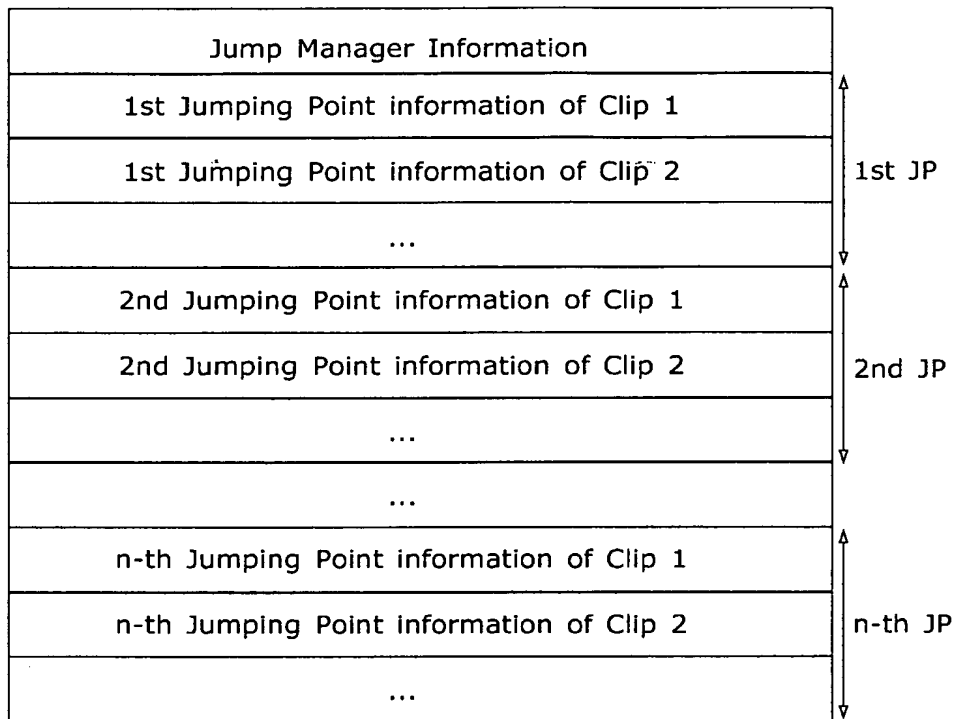 Jump Manager Information
1st Jumping Point information of Clip 1
1st Jumping Point information of Clip 2
1st JP
...
2nd Jumping Point information of Clip 1
2nd Jumping Point information of Clip 2
2nd JP
...
...
n-th Jumping Point information of Clip 1
n-th Jumping Point information of Clip 2
n-th JP
...